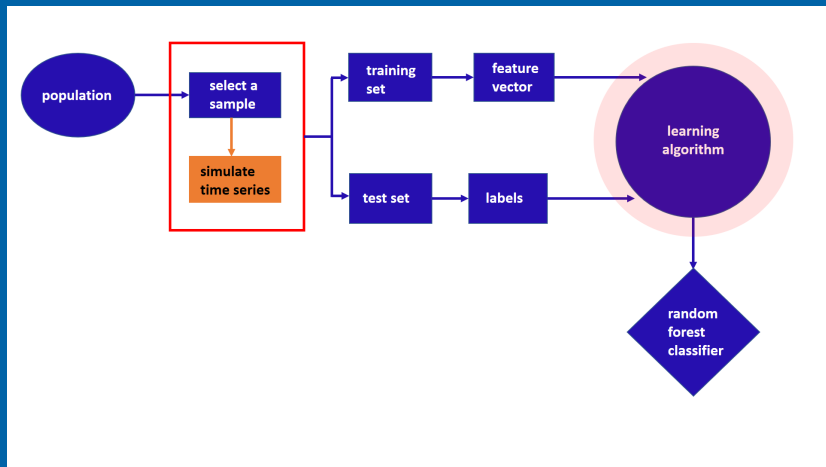 population
select a
sample
simulate
time series
training
set
feature
vector
test set
labels
learning
algorithm
random
forest
classifier